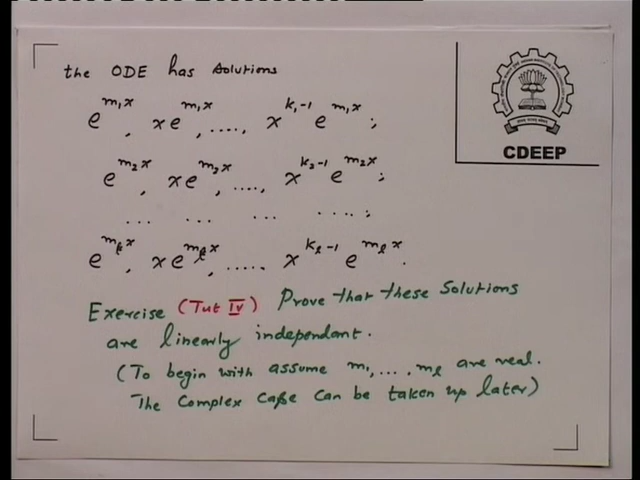 the ODE has solutions
e^{m_1x}, xe^{m_1x}, ...., x^{k_1-1} e^{m_1x};
e^{m_2x}, xe^{m_2x}, ...., x^{k_2-1} e^{m_2x};
... ... ... ....;
e^{m_ℓx}, xe^{m_ℓx}, ..... x^{k_ℓ-1} e^{m_ℓx}.
Exercise (Tut IV) Prove that these solutions
are linearly independant.
(To begin with assume m_1, .... m_ℓ are real.
The Complex case can be taken up later)
CDEEP